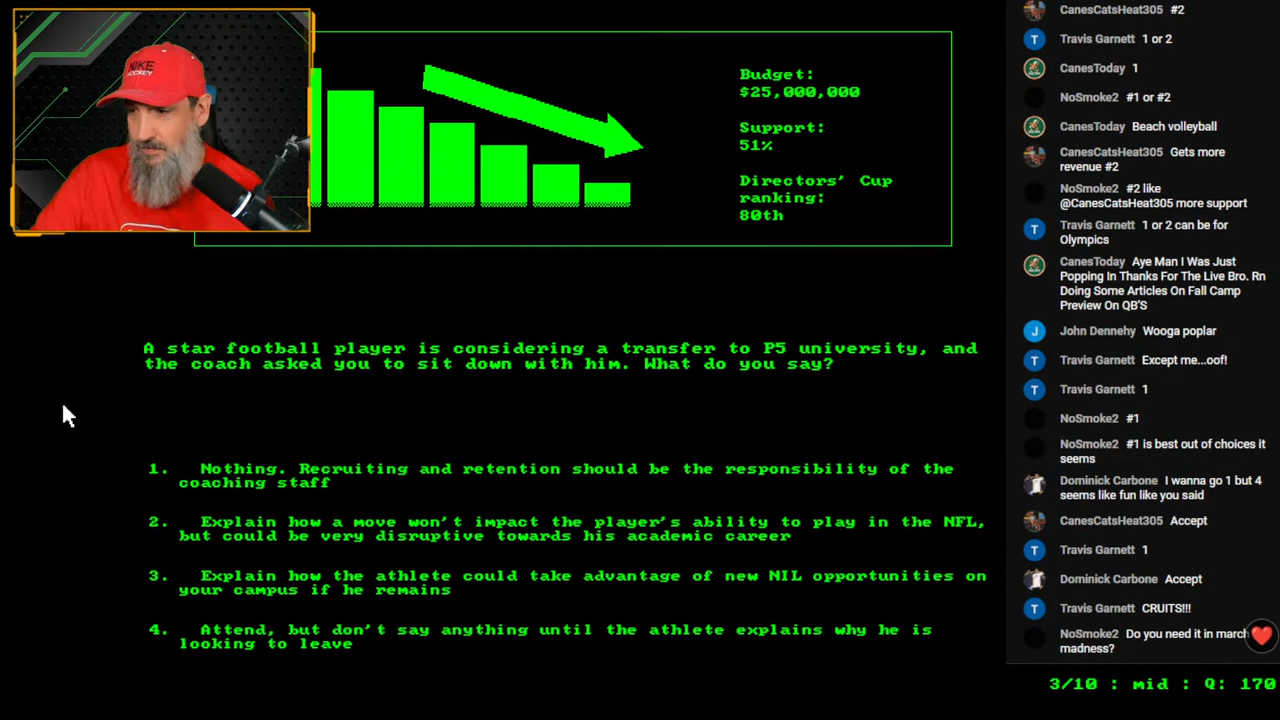 NIKE
HOCKEY
Budget:
$25,000,000
Support:
51%
Directors' Cup
ranking:
80th
A star football player is considering a transfer to P5 university, and
the coach asked you to sit down with him. What do you say?
1. Nothing. Recruiting and retention should be the responsibility of the
coaching staff
2. Explain how a move won't impact the player's ability to play in the NFL,
but could be very disruptive towards his academic career
3. Explain how the athlete could take advantage of new NIL opportunities on
your campus if he remains
4. Attend, but don't say anything until the athlete explains why he is
looking to leave
CanesCatsHeat305 #2
T Travis Garnett 1 or 2
CanesToday 1
NoSmoke2 #1 or #2
CanesToday Beach volleyball
CanesCatsHeat305 Gets more
revenue #2
NoSmoke2 #2 like
@CanesCatsHeat305 more support
T Travis Garnett 1 or 2 can be for
Olympics
CanesToday Aye Man I Was Just
Popping In Thanks For The Live Bro. Rn
Doing Some Articles On Fall Camp
Preview On QB'S
J John Dennehy Wooga poplar
T Travis Garnett Except me...oof!
T Travis Garnett 1
NoSmoke2 #1
NoSmoke2 #1 is best out of choices it
seems
Dominick Carbone I wanna go 1 but 4
seems like fun like you said
CanesCatsHeat305 Accept
T Travis Garnett 1
Dominick Carbone Accept
T Travis Garnett CRUITS!!!
NoSmoke2 Do you need it in march
madness?
3/10 : mid : Q: 170